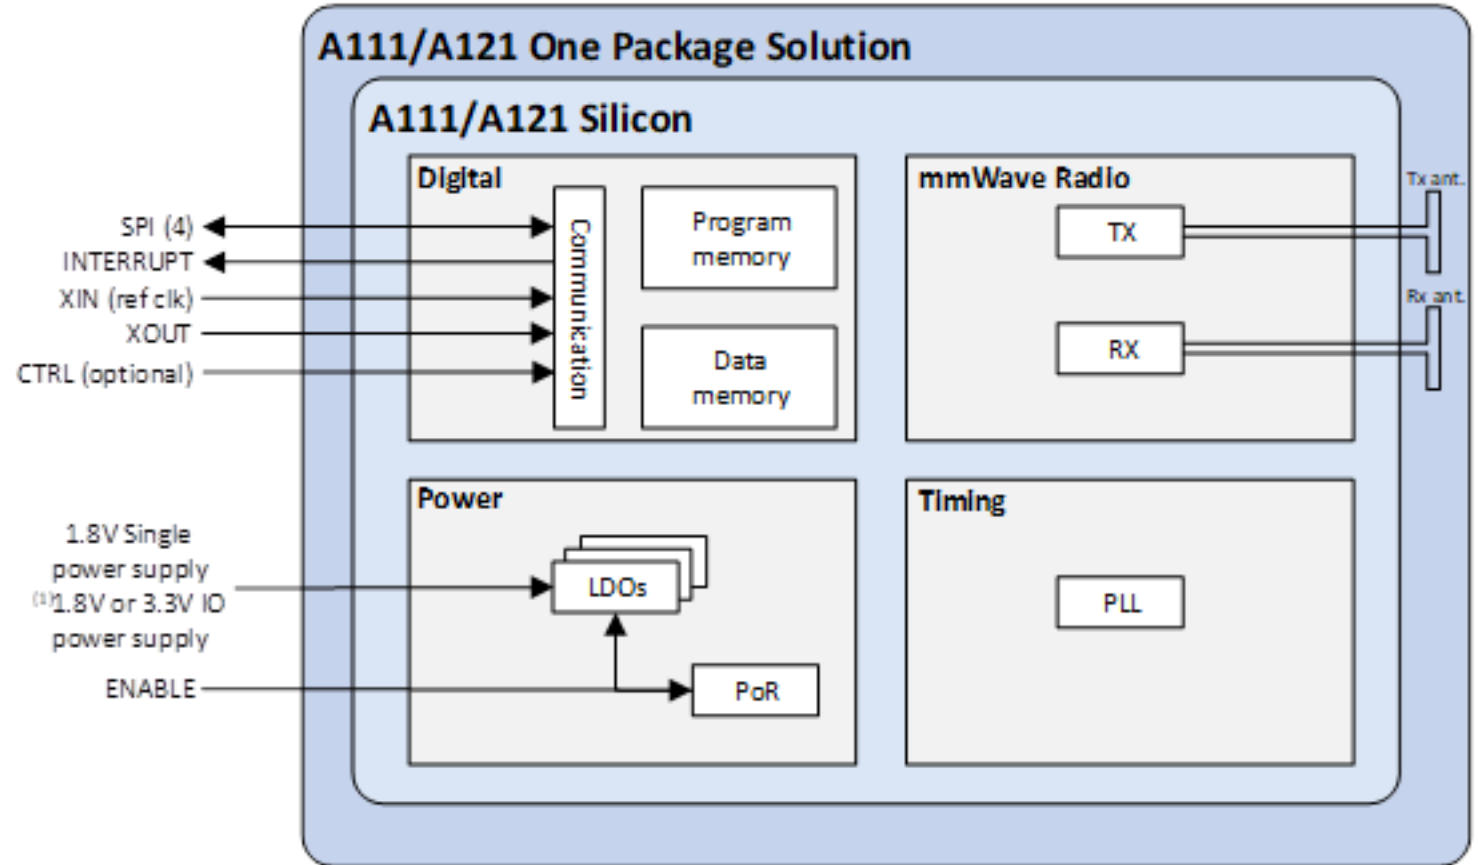 A111/A121 One Package Solution
A111/A121 Silicon
Digital
SPI (4)
INTERRUPT
XIN (ref clk)
XOUT
CTRL (optional)
Communication
Program
memory
Data
memory
mmWave Radio
TX
RX
Tx ant.
Rx ant.
Power
1.8V Single
power supply
(1)1.8V or 3.3V IO
power supply
ENABLE
LDOs
PoR
Timing
PLL